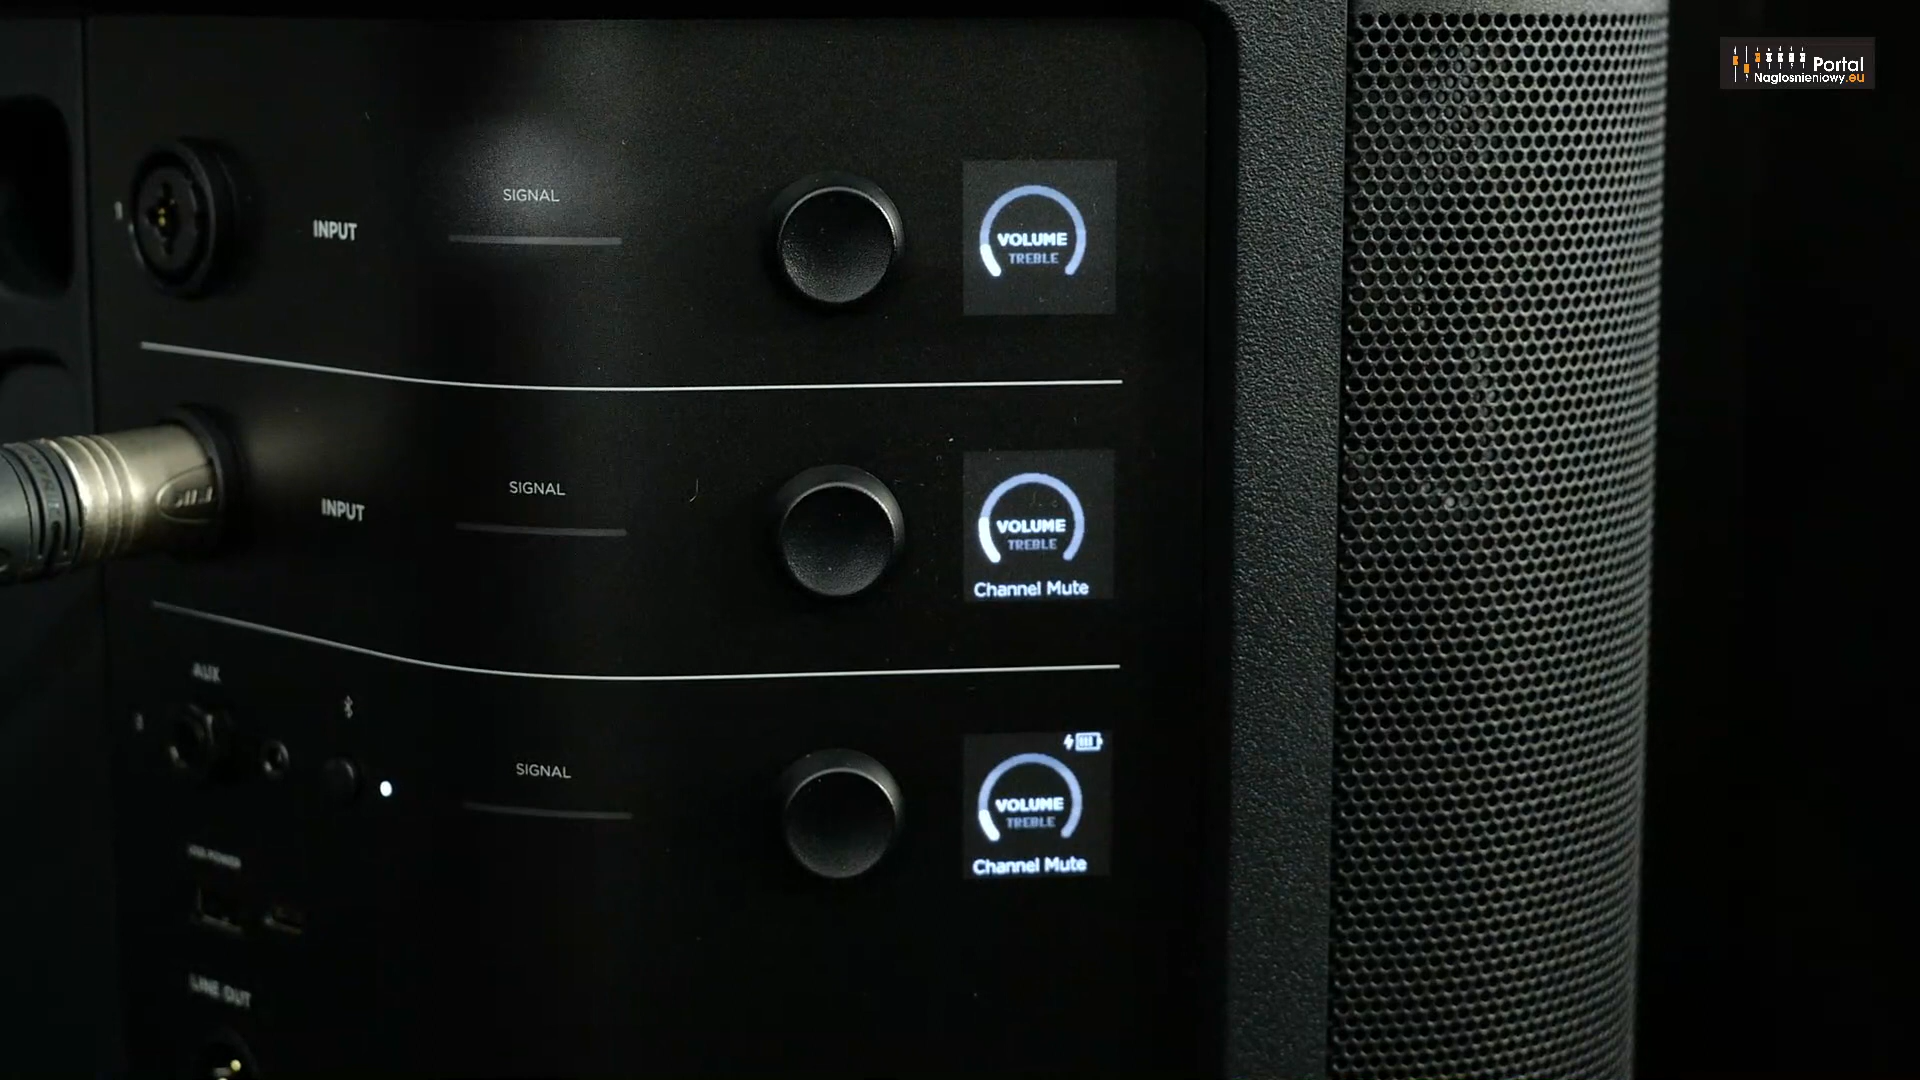 Portal
Nagłosnieniowy.eu
INPUT
SIGNAL
VOLUME
TREBLE
INPUT
SIGNAL
VOLUME
TREBLE
Channel Mute
AUX
SIGNAL
VOLUME
TREBLE
Channel Mute
LINE OUT